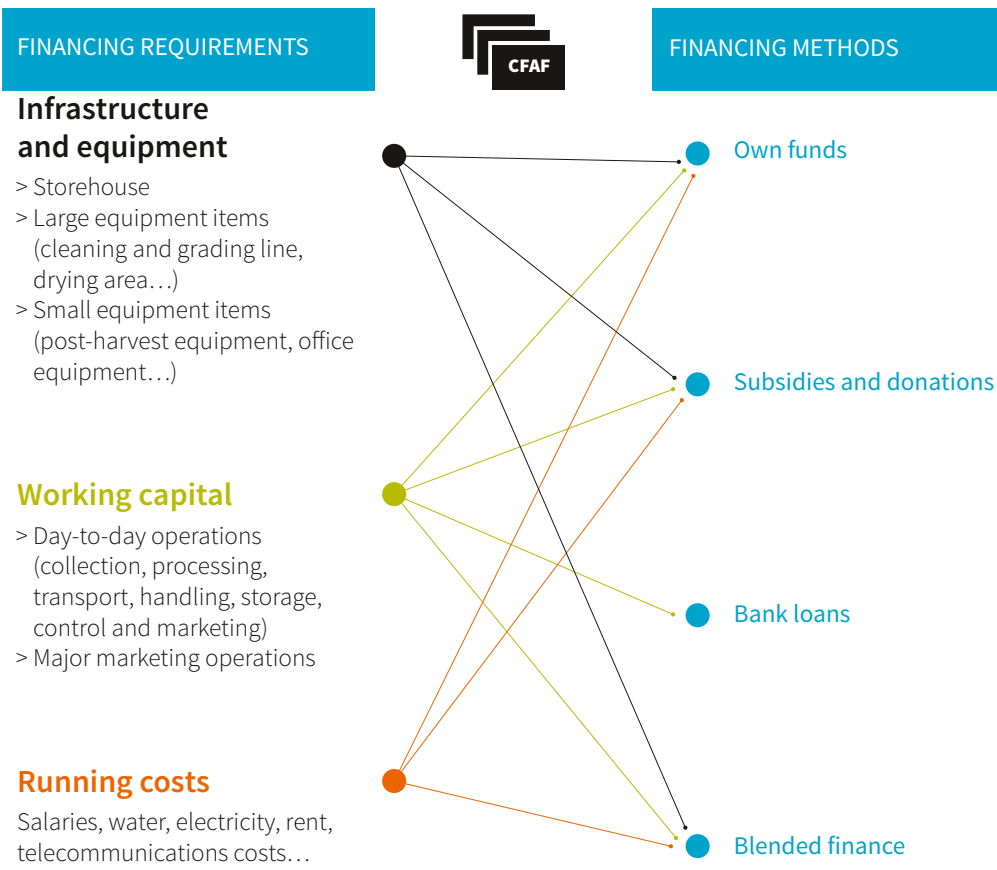 FINANCING REQUIREMENTS
CFAF
FINANCING METHODS
Infrastructure
and equipment
> Storehouse
> Large equipment items
(cleaning and grading line,
drying area…)
> Small equipment items
(post-harvest equipment, office
equipment…)
Working capital
> Day-to-day operations
(collection, processing,
transport, handling, storage,
control and marketing)
> Major marketing operations
Running costs
Salaries, water, electricity, rent,
telecommunications costs…
Own funds
Subsidies and donations
Bank loans
Blended finance